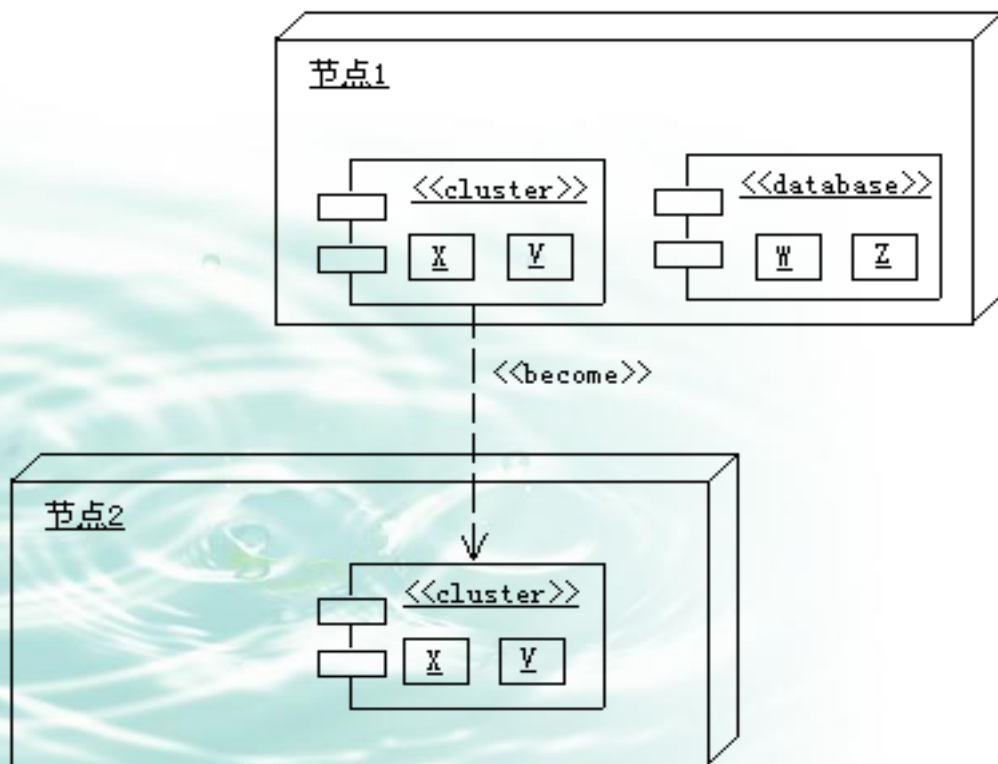 节点1
<<cluster>>
<<database>>
X
V
W
Z
<<become>>
节点2
<<cluster>>
X
V